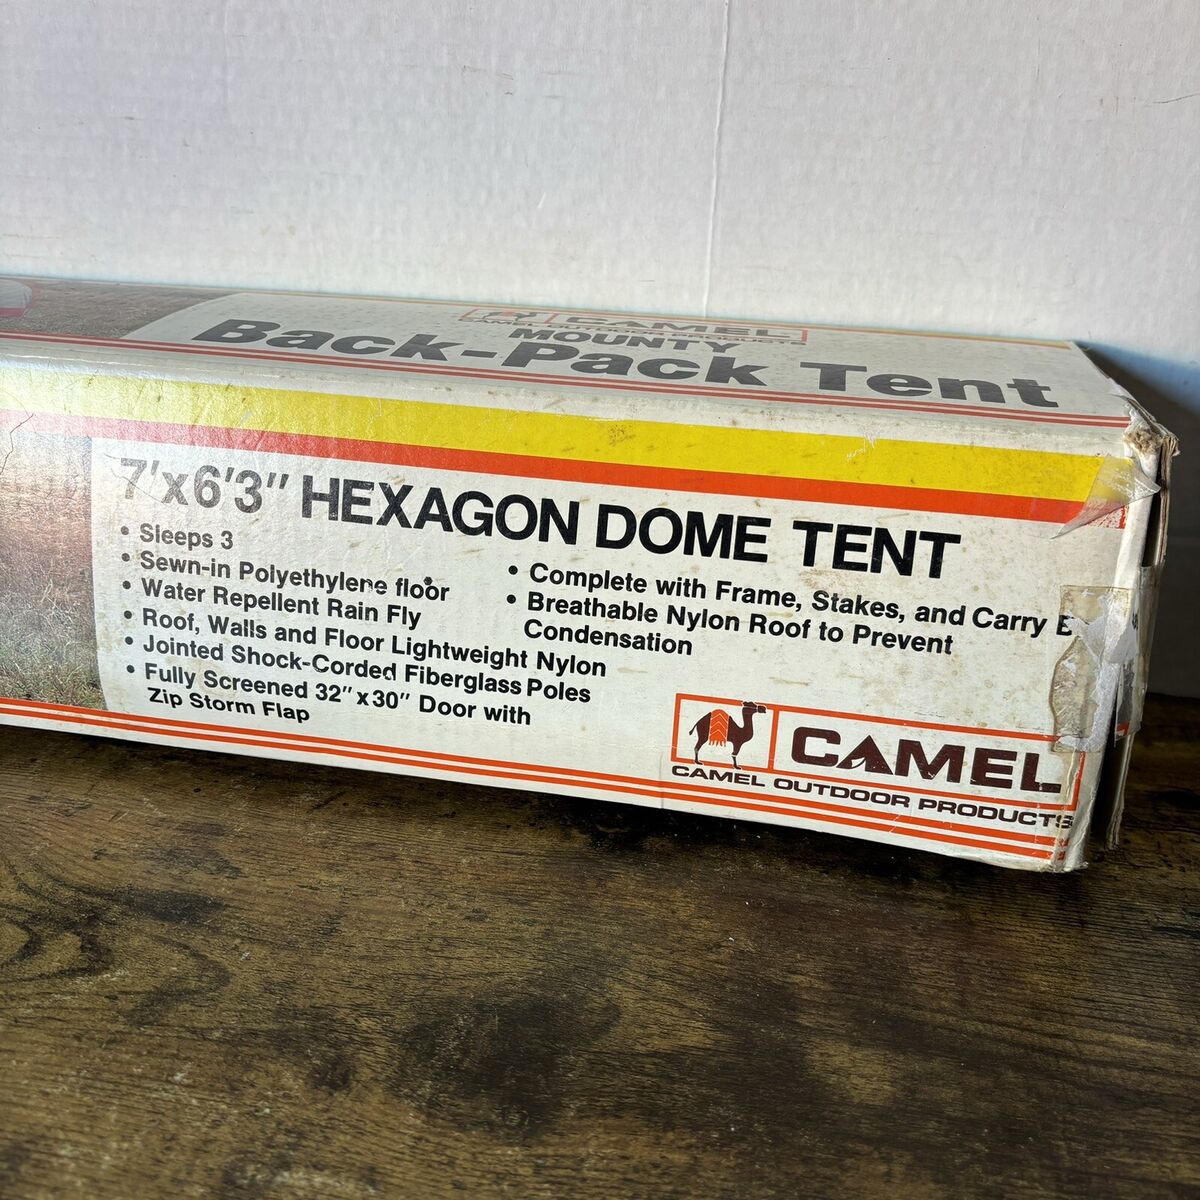 CAMEL
CAMEL OUTDOOR PRODUCTS
MOUNTY
Back-Pack Tent
7'x6'3" HEXAGON DOME TENT
• Sleeps 3
• Sewn-in Polyethylene floor
• Water Repellent Rain Fly
• Roof, Walls and Floor Lightweight Nylon
• Jointed Shock-Corded Fiberglass Poles
• Fully Screened 32" x 30" Door with
Zip Storm Flap
• Complete with Frame, Stakes, and Carry
• Breathable Nylon Roof to Prevent
Condensation
CAMEL
CAMEL OUTDOOR PRODUCTS